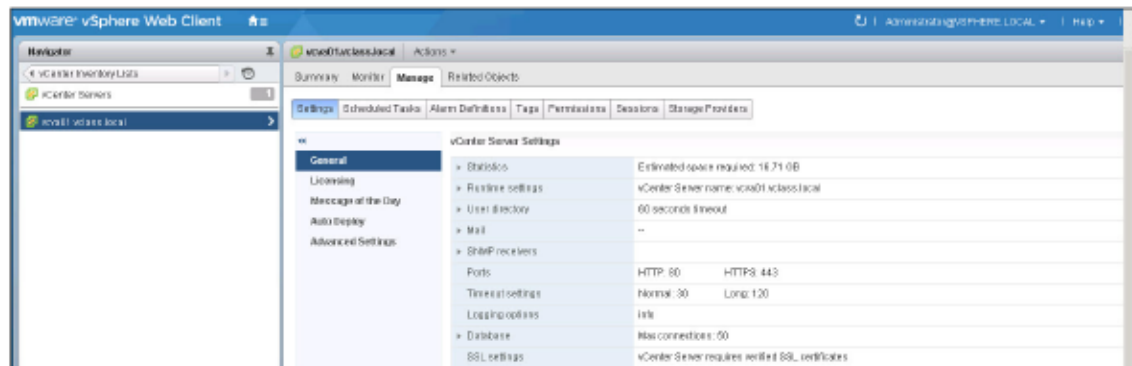 vmware vSphere Web Client
Administrator@VSPHERE.LOCAL | Help
Navigator
vcva01.vclass.local Actions
vCenter Inventory Lists
Summary Monitor Manage Related Objects
vCenter Servers 1
Settings Scheduled Tasks Alarm Definitions Tags Permissions Sessions Storage Providers
vcva01.vclass.local
vCenter Server Settings
General
Licensing
Message of the Day
Auto Deploy
Advanced Settings
Statistics Estimated space required: 16.71 GB
Runtime settings vCenter Server name: vcva01.vclass.local
User directory 60 seconds timeout
Mail --
SNMP receivers
Ports HTTP: 80 HTTPS: 443
Timeout settings Normal: 30 Long: 120
Logging options info
Database Max connections: 50
SSL settings vCenter Server requires verified SSL certificates